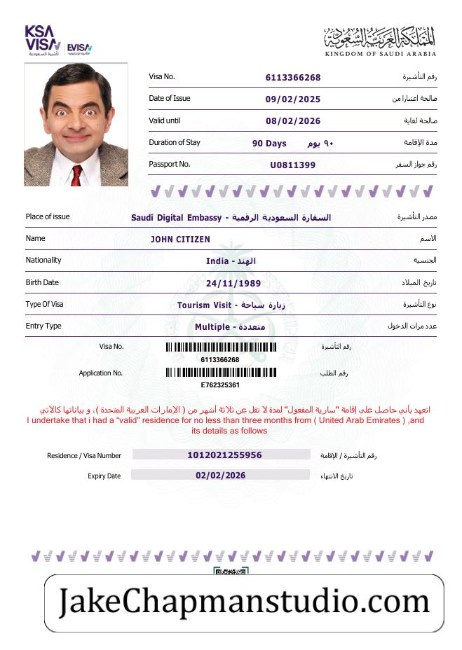 KSA
VISA
EVISA
المملكة العربية السعودية
KINGDOM OF SAUDI ARABIA
Visa No. 6113366268 رقم التأشيرة
Date of Issue 09/02/2025 صالحة اعتبارا من
Valid until 08/02/2026 صالحة لغاية
Duration of Stay 90 Days ٩٠ يوم مدة الإقامة
Passport No. U0811399 رقم جواز السفر
Place of issue Saudi Digital Embassy - السفارة السعودية الرقمية مصدر التأشيرة
Name JOHN CITIZEN الاسم
Nationality India - الهند الجنسية
Birth Date 24/11/1989 تاريخ الميلاد
Type Of Visa Tourism Visit - زيارة سياحة نوع التأشيرة
Entry Type Multiple - متعددة عدد مرات الدخول
Visa No. رقم التأشيرة
6113366268
Application No. رقم الطلب
E762325361
اتعهد بأني حاصل على إقامة "سارية المفعول" لمدة لا تقل عن ثلاثة أشهر من ( الإمارات العربية المتحدة )، و بياناتها كالآتي
I undertake that i had a "valid" residence for no less than three months from ( United Arab Emirates ) ,and
its details as follows
Residence / Visa Number 1012021255956 رقم التأشيرة / الإقامة
Expiry Date 02/02/2026 تاريخ الانتهاء
JakeChapmanstudio.com